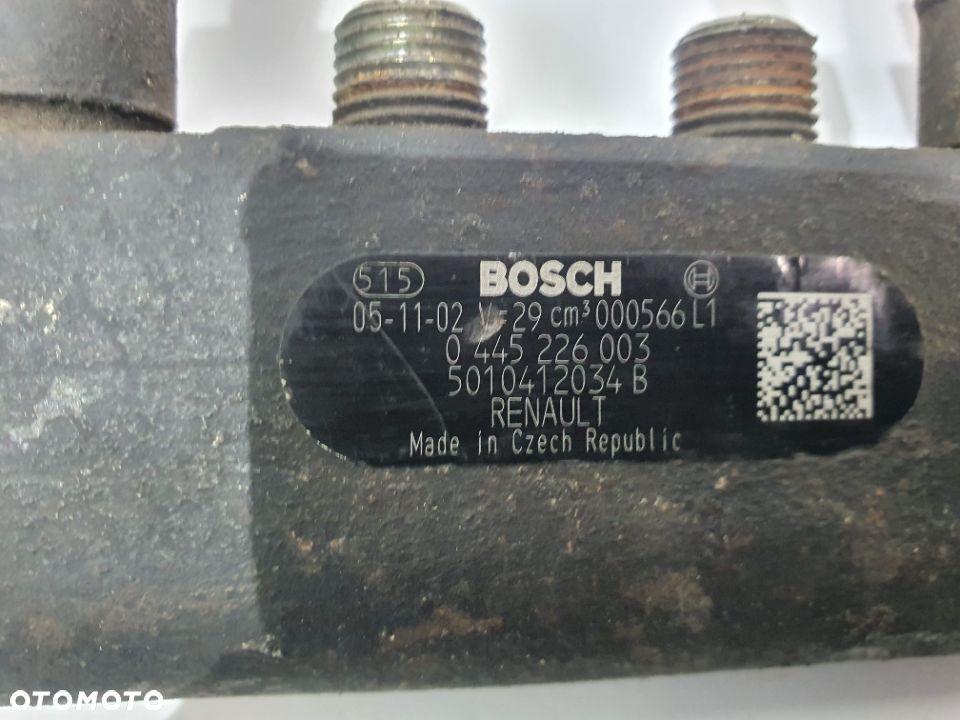 515 BOSCH
05-11-02 V=29 cm³ 000566 L1
0 445 226 003
5010412034 B
RENAULT
Made in Czech Republic
OTOMOTO